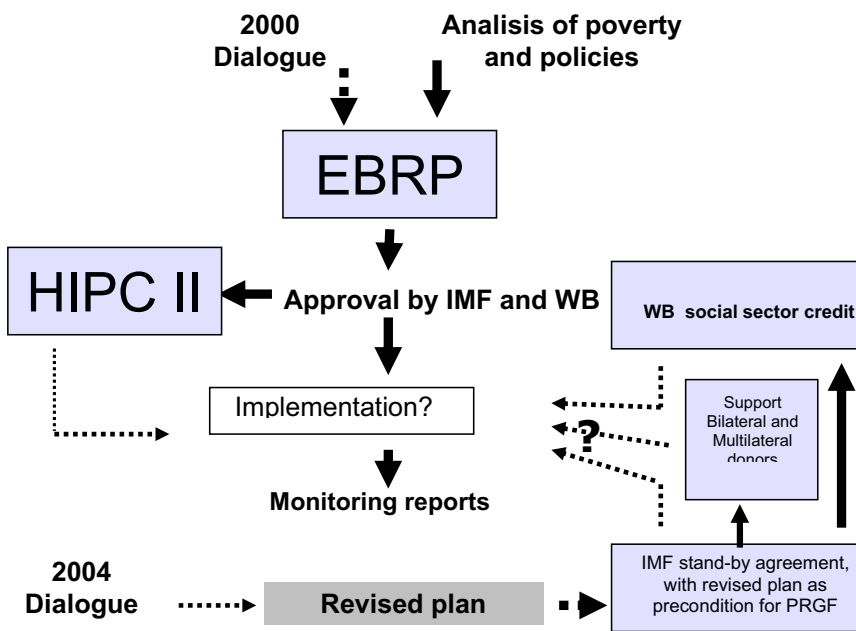 2000
Dialogue
Analisis of poverty
and policies
EBRP
HIPC II
Approval by IMF and WB
WB social sector credit
Implementation?
Support
Bilateral and
Multilateral
donors
?
Monitoring reports
2004
Dialogue
Revised plan
IMF stand-by agreement,
with revised plan as
precondition for PRGF